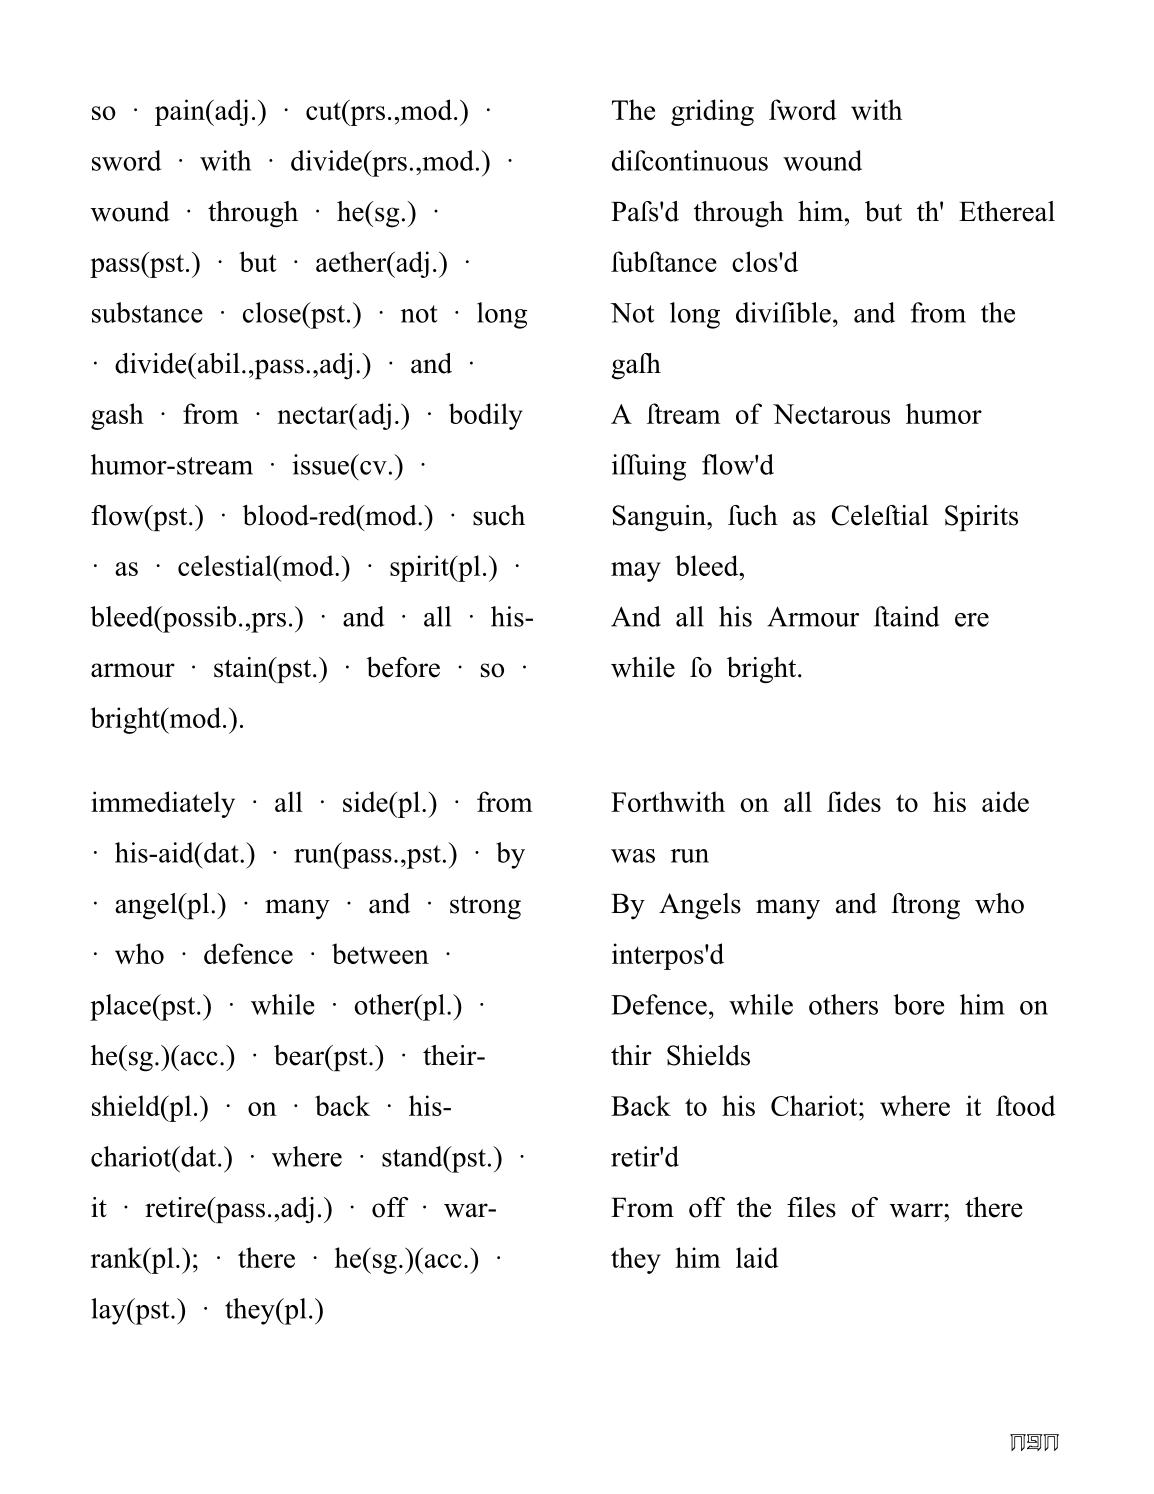 so · pain(adj.) · cut(prs.,mod.) ·
sword · with · divide(prs.,mod.) ·
wound · through · he(sg.) ·
pass(pst.) · but · aether(adj.) ·
substance · close(pst.) · not · long
· divide(abil.,pass.,adj.) · and ·
gash · from · nectar(adj.) · bodily
humor-stream · issue(cv.) ·
flow(pst.) · blood-red(mod.) · such
· as · celestial(mod.) · spirit(pl.) ·
bleed(possib.,prs.) · and · all · his-
armour · stain(pst.) · before · so ·
bright(mod.).
The griding ſword with
diſcontinuous wound
Paſs'd through him, but th' Ethereal
ſubſtance clos'd
Not long diviſible, and from the
gaſh
A ſtream of Nectarous humor
iſſuing flow'd
Sanguin, ſuch as Celeſtial Spirits
may bleed,
And all his Armour ſtaind ere
while ſo bright.
immediately · all · side(pl.) · from
· his-aid(dat.) · run(pass.,pst.) · by
· angel(pl.) · many · and · strong
· who · defence · between ·
place(pst.) · while · other(pl.) ·
he(sg.)(acc.) · bear(pst.) · their-
shield(pl.) · on · back · his-
chariot(dat.) · where · stand(pst.) ·
it · retire(pass.,adj.) · off · war-
rank(pl.); · there · he(sg.)(acc.) ·
lay(pst.) · they(pl.)
Forthwith on all ſides to his aide
was run
By Angels many and ſtrong who
interpos'd
Defence, while others bore him on
thir Shields
Back to his Chariot; where it ſtood
retir'd
From off the files of warr; there
they him laid